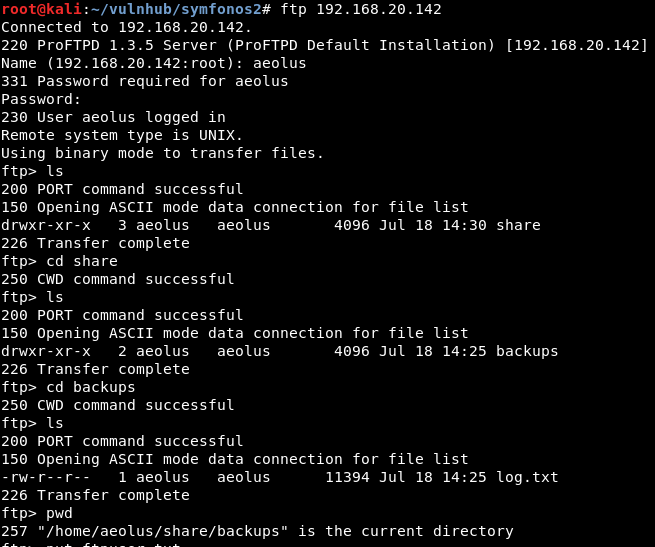 root@kali:~/vulnhub/symfonos2# ftp 192.168.20.142
Connected to 192.168.20.142.
220 ProFTPD 1.3.5 Server (ProFTPD Default Installation) [192.168.20.142]
Name (192.168.20.142:root): aeolus
331 Password required for aeolus
Password:
230 User aeolus logged in
Remote system type is UNIX.
Using binary mode to transfer files.
ftp> ls
200 PORT command successful
150 Opening ASCII mode data connection for file list
drwxr-xr-x   3 aeolus   aeolus       4096 Jul 18 14:30 share
226 Transfer complete
ftp> cd share
250 CWD command successful
ftp> ls
200 PORT command successful
150 Opening ASCII mode data connection for file list
drwxr-xr-x   2 aeolus   aeolus       4096 Jul 18 14:25 backups
226 Transfer complete
ftp> cd backups
250 CWD command successful
ftp> ls
200 PORT command successful
150 Opening ASCII mode data connection for file list
-rw-r--r--   1 aeolus   aeolus      11394 Jul 18 14:25 log.txt
226 Transfer complete
ftp> pwd
257 "/home/aeolus/share/backups" is the current directory